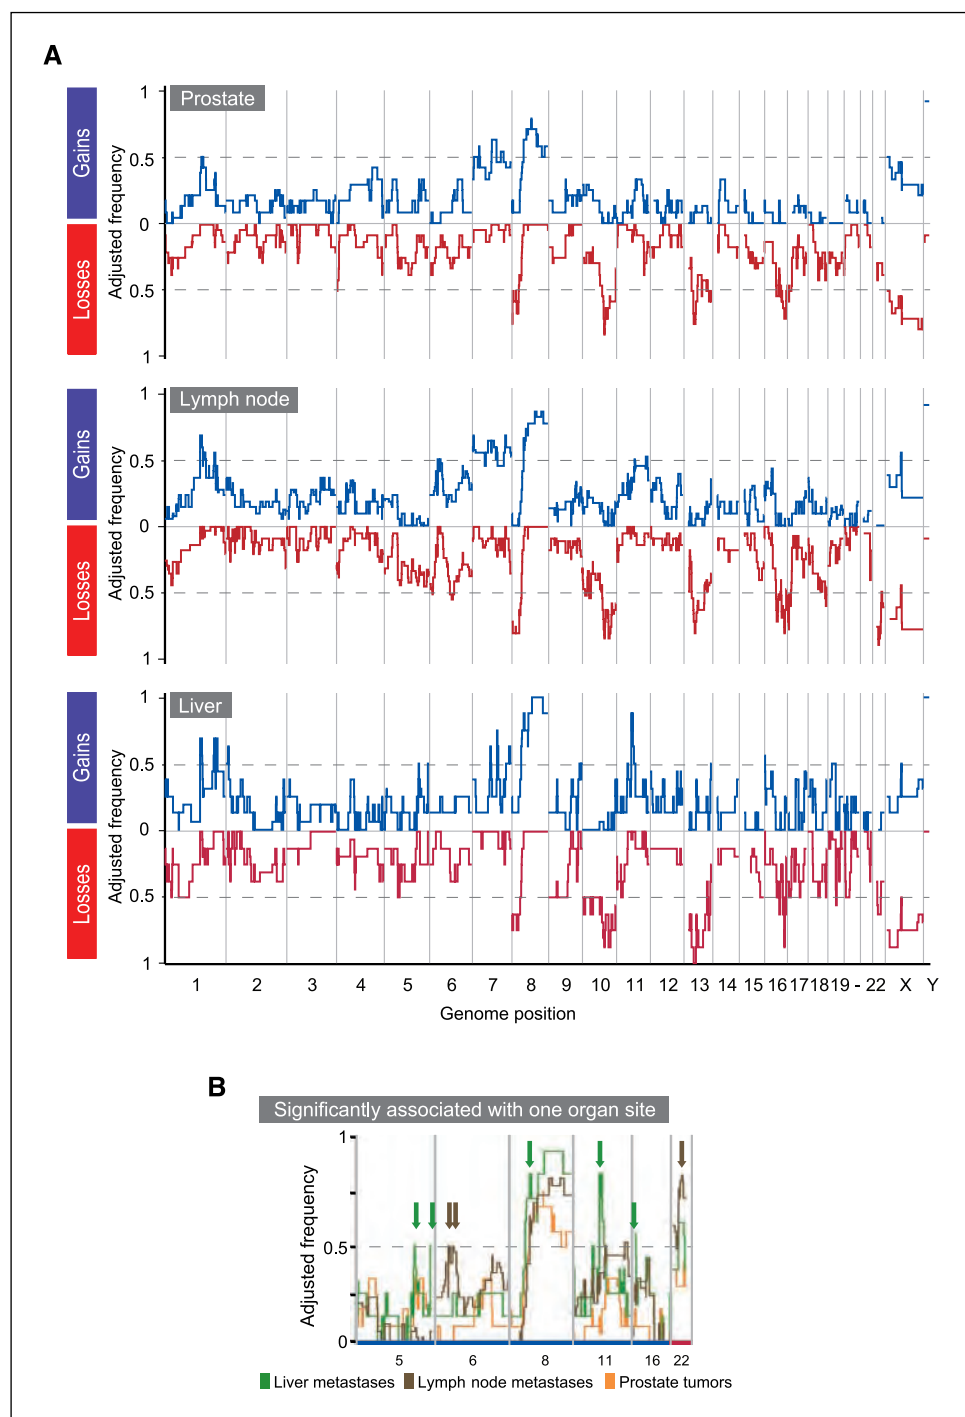 A
Prostate
Gains
Losses
Adjusted frequency
1
0.5
0
0.5
1
Lymph node
Gains
Losses
Adjusted frequency
1
0.5
0
0.5
1
Liver
Gains
Losses
Adjusted frequency
1
0.5
0
0.5
1
1 2 3 4 5 6 7 8 9 10 11 12 13 14 15 16 17 18 19 - 22 X Y
Genome position
B
Significantly associated with one organ site
Adjusted frequency
1
0.5
0
5 6 8 11 16 22
Liver metastases Lymph node metastases Prostate tumors